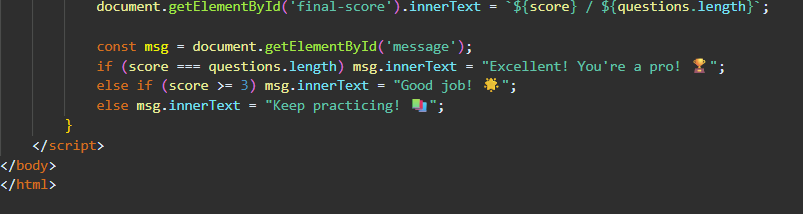 document.getElementById('final-score').innerText = `${score} / ${questions.length}`;
const msg = document.getElementById('message');
if (score === questions.length) msg.innerText = "Excellent! You're a pro! 🏆";
else if (score >= 3) msg.innerText = "Good job! 🌟";
else msg.innerText = "Keep practicing! 📚";
}
</script>
</body>
</html>